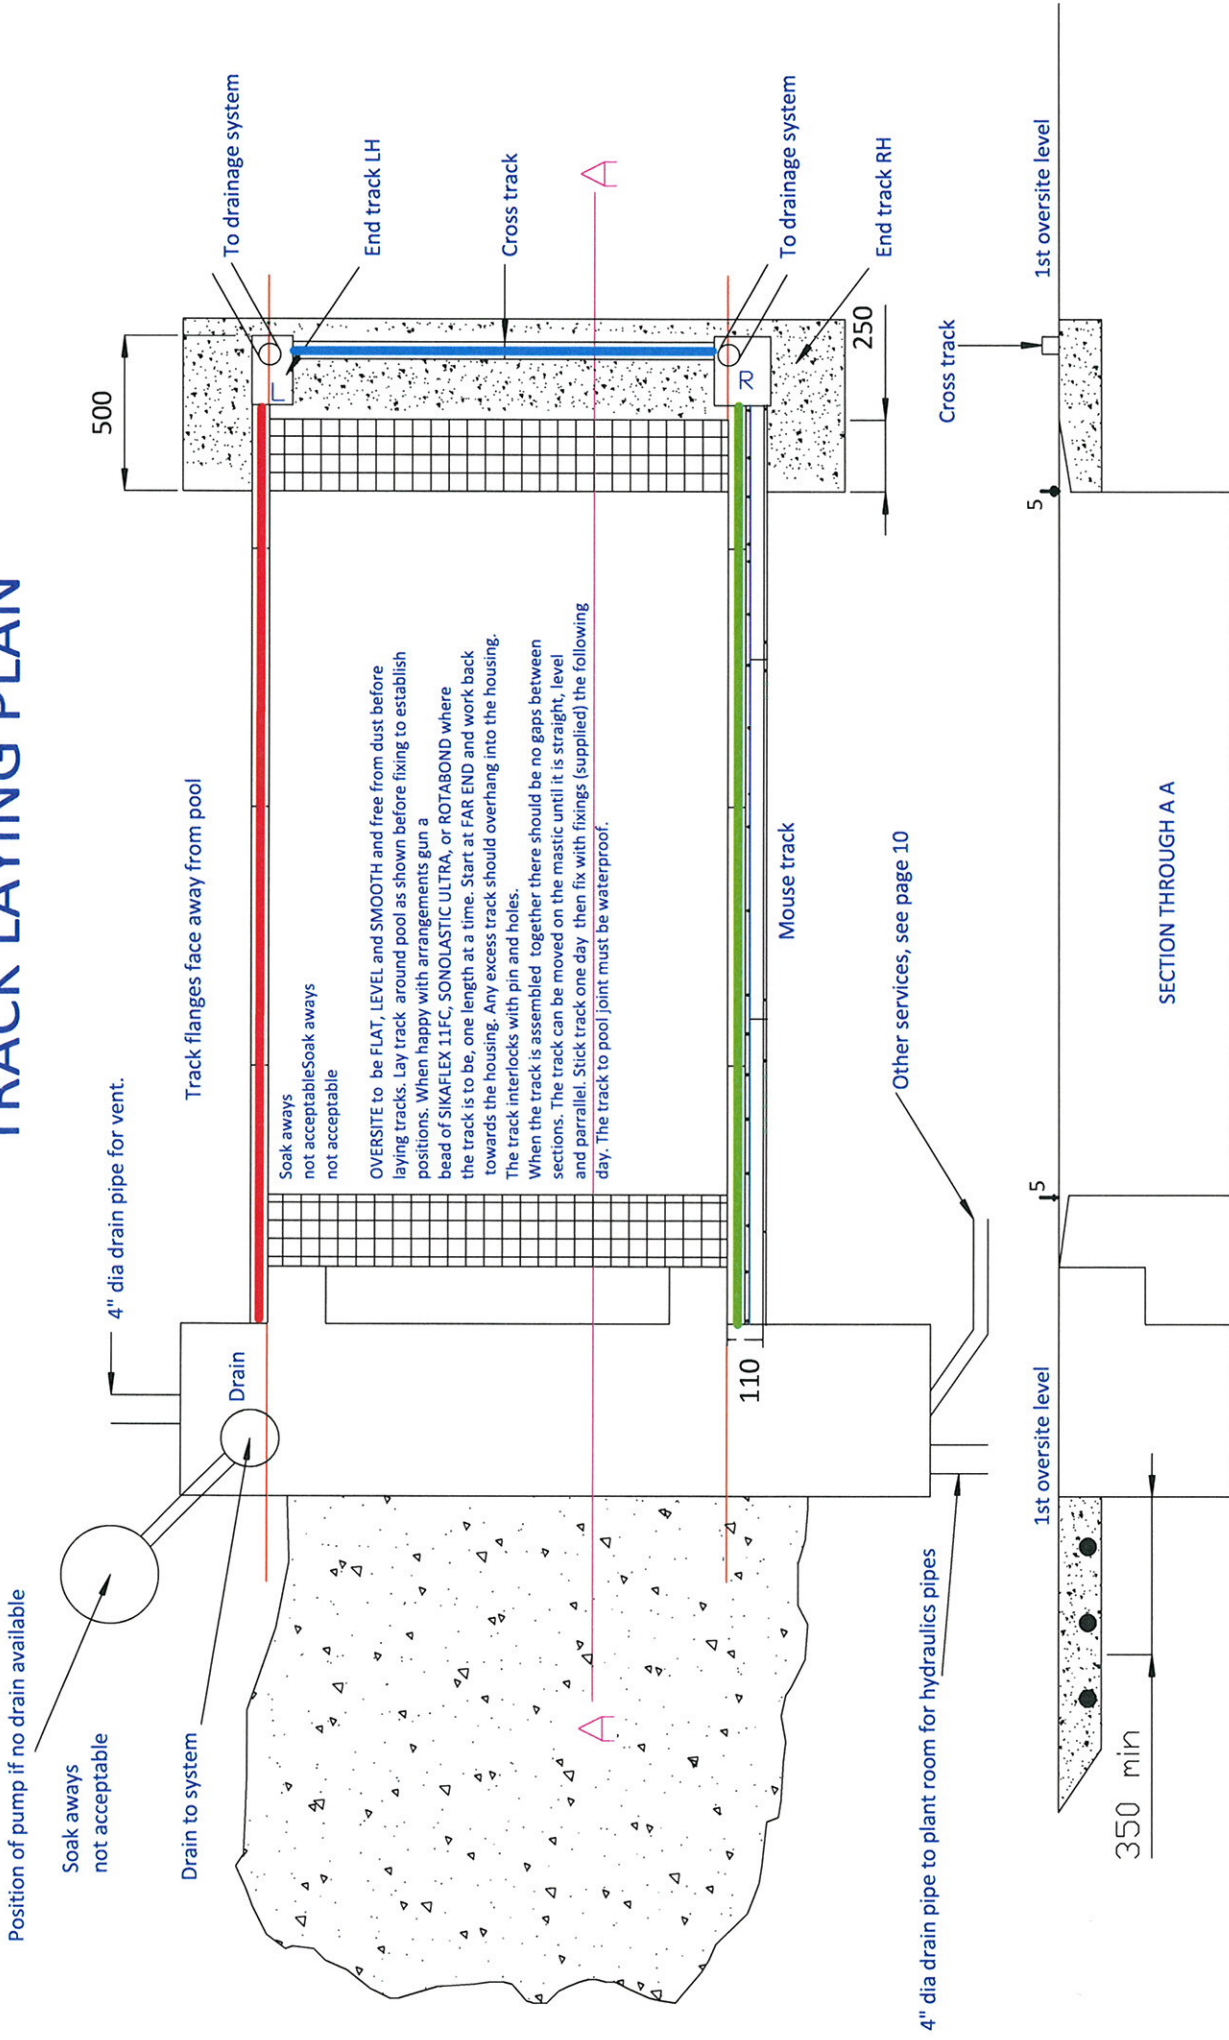 TRACK LAYING PLAN
Position of pump if no drain available
Soak aways
not acceptable
Drain to system
4" dia drain pipe for vent.
Drain
Track flanges face away from pool
500
To drainage system
End track LH
Cross track
L
R
A
A
To drainage system
End track RH
250
Soak aways
not acceptableSoak aways
not acceptable
OVERSITE to be FLAT, LEVEL and SMOOTH and free from dust before
laying tracks. Lay track around pool as shown before fixing to establish
positions. When happy with arrangements gun a
bead of SIKAFLEX 11FC, SONOLASTIC ULTRA, or ROTABOND where
the track is to be, one length at a time. Start at FAR END and work back
towards the housing. Any excess track should overhang into the housing.
The track interlocks with pin and holes.
When the track is assembled together there should be no gaps between
sections. The track can be moved on the mastic until it is straight, level
and parrallel. Stick track one day then fix with fixings (supplied) the following
day. The track to pool joint must be waterproof.
110
Mouse track
Other services, see page 10
4" dia drain pipe to plant room for hydraulics pipes
1st oversite level
5
5
Cross track
1st oversite level
350 min
SECTION THROUGH A A